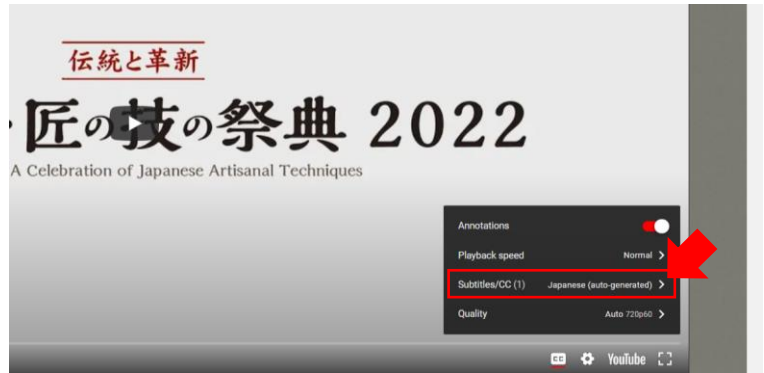 伝統と革新
・匠の技の祭典 2022
A Celebration of Japanese Artisanal Techniques
Annotations
Playback speed Normal >
Subtitles/CC (1) Japanese (auto-generated) >
Quality Auto 720p60 >
CC YouTube